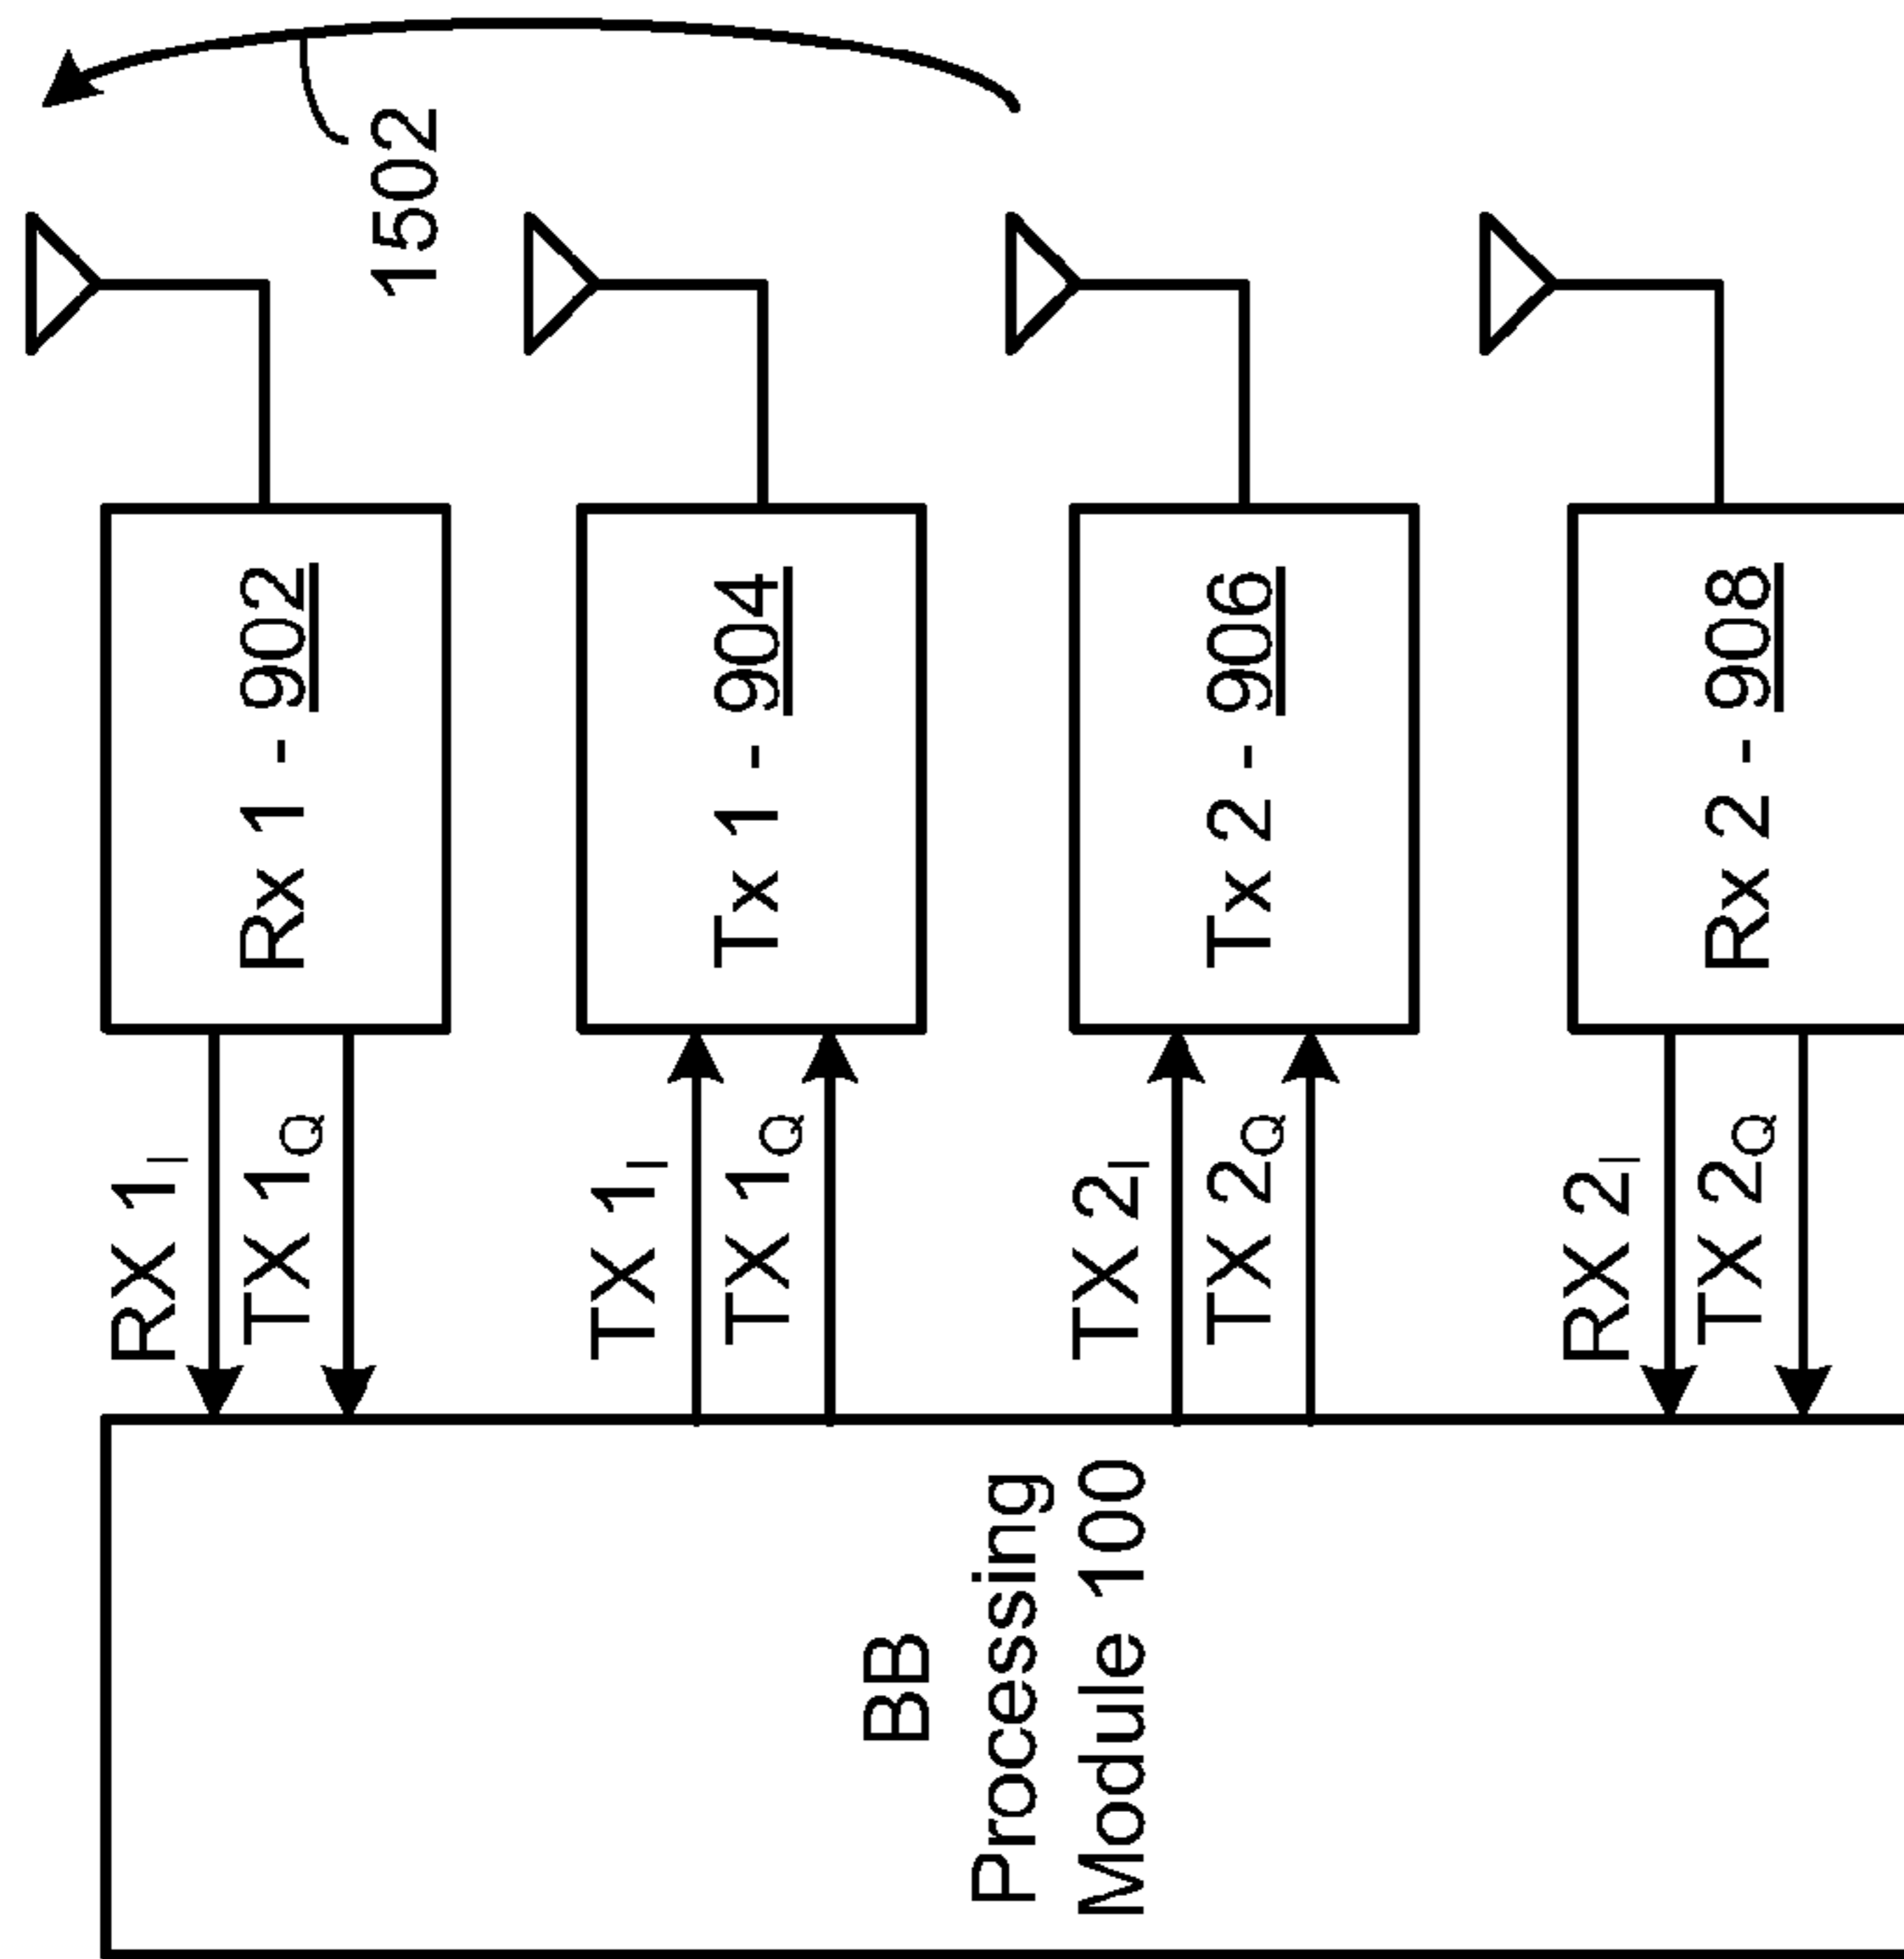 1502
Rx 1 - 902
Tx 1 - 904
Tx 2 - 906
Rx 2 - 908
RX 1I
TX 1Q
TX 1I
TX 1Q
TX 2I
TX 2Q
RX 2I
TX 2Q
BB
Processing
Module 100